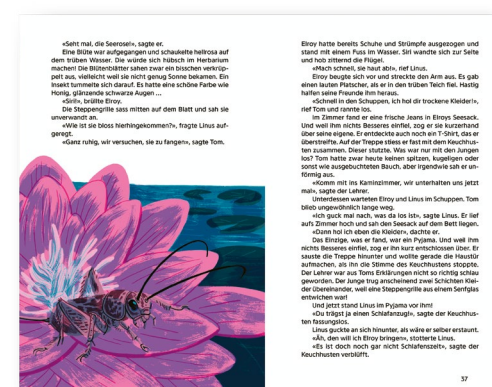 «Seht mal, die Seerose!», sagte er.
Eine Blüte war aufgegangen und schaukelte hellrosa auf
dem trüben Wasser. Die würde sich hübsch im Herbarium
machen! Die Blütenblätter sahen zwar ein bisschen verkrüp-
pelt aus, vielleicht weil sie nicht genug Sonne bekamen. Ein
Insekt tummelte sich darauf. Es hatte eine schöne Farbe wie
Honig, glänzende schwarze Augen ...
«Siri!», brüllte Elroy.
Die Steppengrille sass mitten auf dem Blatt und sah sie
unverwandt an.
«Wie ist sie bloss hierhingekommen?», fragte Linus auf-
geregt.
«Ganz ruhig, wir versuchen, sie zu fangen», sagte Tom.
Elroy hatte bereits Schuhe und Strümpfe ausgezogen und
stand mit einem Fuss im Wasser. Siri wandte sich zur Seite
und hob zitternd die Flügel.
«Mach schnell, sie haut ab!», rief Linus.
Elroy beugte sich vor und streckte den Arm aus. Es gab
einen lauten Platscher, als er in den trüben Teich fiel. Hastig
halfen seine Freunde ihm heraus.
«Schnell in den Schuppen, ich hol dir trockene Kleider!»,
rief Tom und rannte los.
Im Zimmer fand er eine frische Jeans in Elroys Seesack.
Und weil ihm nichts Besseres einfiel, zog er sie kurzerhand
über seine eigene. Er entdeckte auch noch ein T-Shirt, das er
überstreifte. Auf der Treppe stiess er fast mit dem Keuchhus-
ten zusammen. Dieser stutzte. Was war nur mit den Jungen
los? Tom hatte zwar heute keinen spitzen, kugeligen oder
sonst wie ausgebuchteten Bauch, aber irgendwie sah er un-
förmig aus.
«Komm mit ins Kaminzimmer, wir unterhalten uns jetzt
mal», sagte der Lehrer.
Unterdessen warteten Elroy und Linus im Schuppen. Tom
blieb ungewöhnlich lange weg.
«Ich guck mal nach, was da los ist», sagte Linus. Er lief
aufs Zimmer hoch und sah den Seesack auf dem Bett liegen.
«Dann hol ich eben die Kleider», dachte er.
Das Einzige, was er fand, war ein Pyjama. Und weil ihm
nichts Besseres einfiel, zog er ihn kurz entschlossen über. Er
sauste die Treppe hinunter und wollte gerade die Haustür
aufmachen, als ihn die Stimme des Keuchhustens stoppte.
Der Lehrer war aus Toms Erklärungen nicht so richtig schlau
geworden. Der Junge trug anscheinend zwei Schichten Klei-
der übereinander, weil eine Steppengrille aus einem Senfglas
entwichen war!
Und jetzt stand Linus im Pyjama vor ihm!
«Du trägst ja einen Schlafanzug!», sagte der Keuchhus-
ten fassungslos.
Linus guckte an sich hinunter, als wäre er selber erstaunt.
«Äh, den will ich Elroy bringen», stotterte Linus.
«Es ist doch noch gar nicht Schlafenszeit», sagte der
Keuchhusten verblüfft.
37